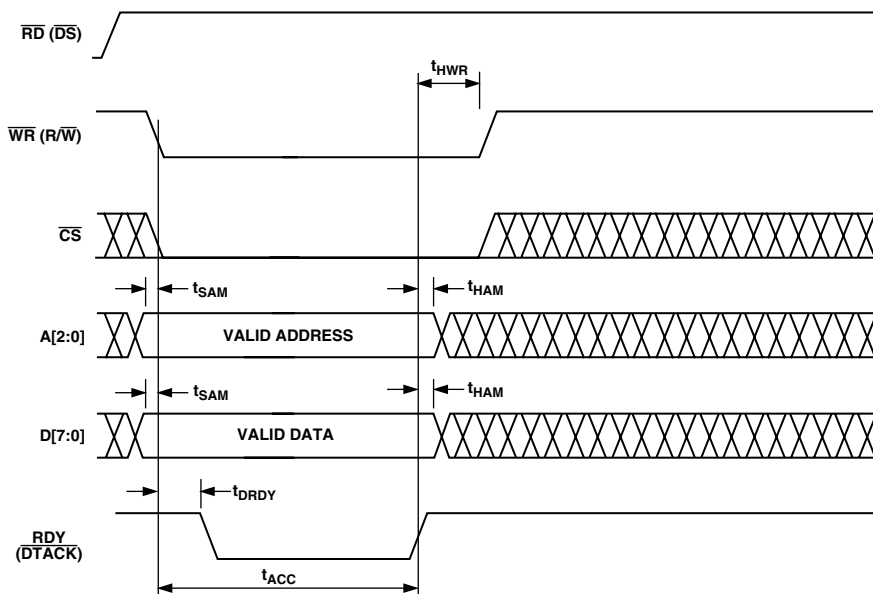 RD (DS)
tHWR
WR (R/W)
CS
tSAM
tHAM
A[2:0]
VALID ADDRESS
tSAM
tHAM
D[7:0]
VALID DATA
tDRDY
RDY
(DTACK)
tACC